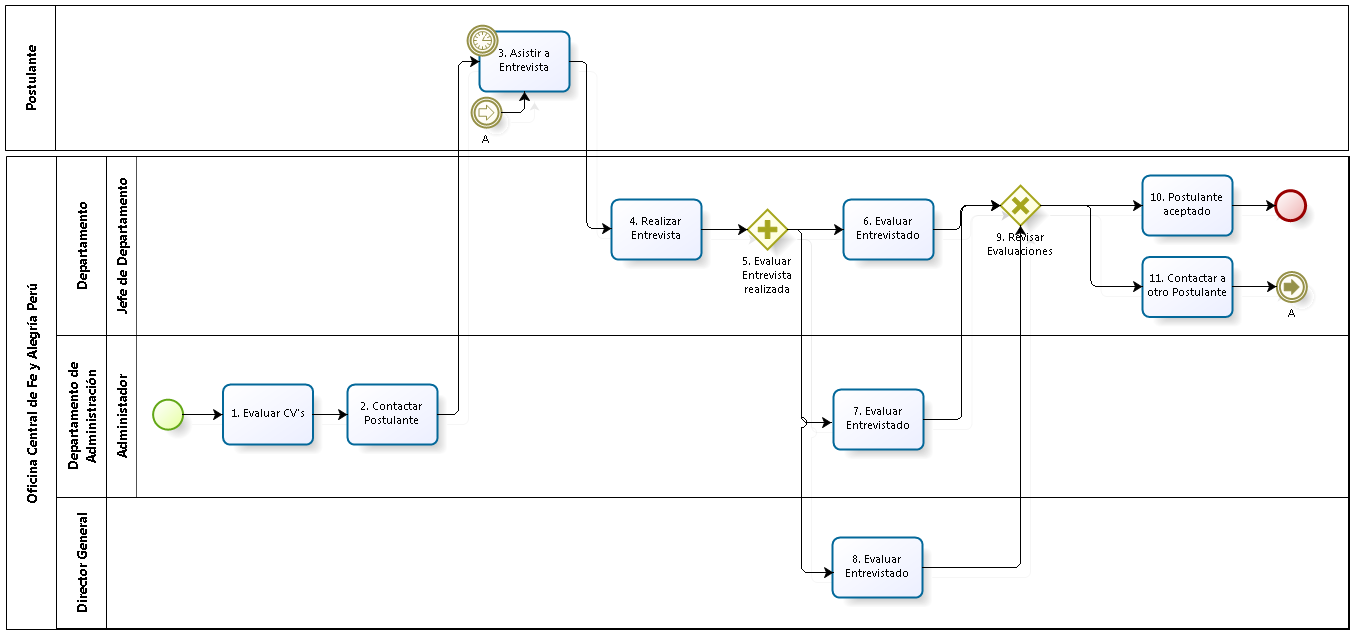 Postulante
3. Asistir a
Entrevista
A
Oficina Central de Fe y Alegría Perú
Departamento
Jefe de Departamento
4. Realizar
Entrevista
5. Evaluar
Entrevista
realizada
6. Evaluar
Entrevistado
9. Revisar
Evaluaciones
10. Postulante
aceptado
11. Contactar a
otro Postulante
A
Departamento de
Administración
Administador
1. Evaluar CV's
2. Contactar
Postulante
7. Evaluar
Entrevistado
Director General
8. Evaluar
Entrevistado